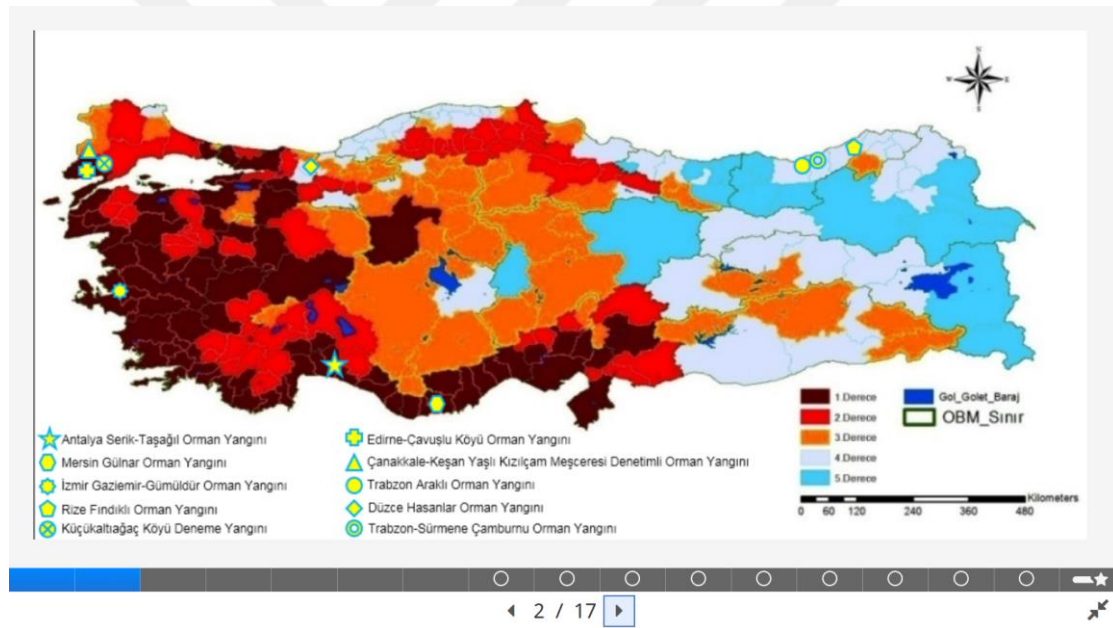 N
W
E
S
Antalya Serik-Taşağıl Orman Yangını
Mersin Gülnar Orman Yangını
İzmir Gaziemir-Gümüldür Orman Yangını
Rize Fındıklı Orman Yangını
Küçükaltıağaç Köyü Deneme Yangını
Edirne-Çavuşlu Köyü Orman Yangını
Çanakkale-Keşan Yaşlı Kızılçam Meşceresi Denetimli Orman Yangını
Trabzon Araklı Orman Yangını
Düzce Hasanlar Orman Yangını
Trabzon-Sürmene Çamburnu Orman Yangını
1.Derece
2.Derece
3.Derece
4.Derece
5.Derece
Gol_Golet_Baraj
OBM_Sınır
Kilometers
0 60 120 240 360 480
2 / 17